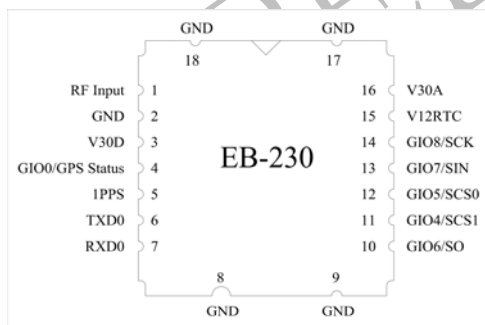 GND GND
18 17
RF Input 1 16 V30A
GND 2 15 V12RTC
V30D 3 14 GIO8/SCK
GIO0/GPS Status 4 EB-230 13 GIO7/SIN
1PPS 5 12 GIO5/SCS0
TXD0 6 11 GIO4/SCS1
RXD0 7 10 GIO6/SO
8 9
GND GND